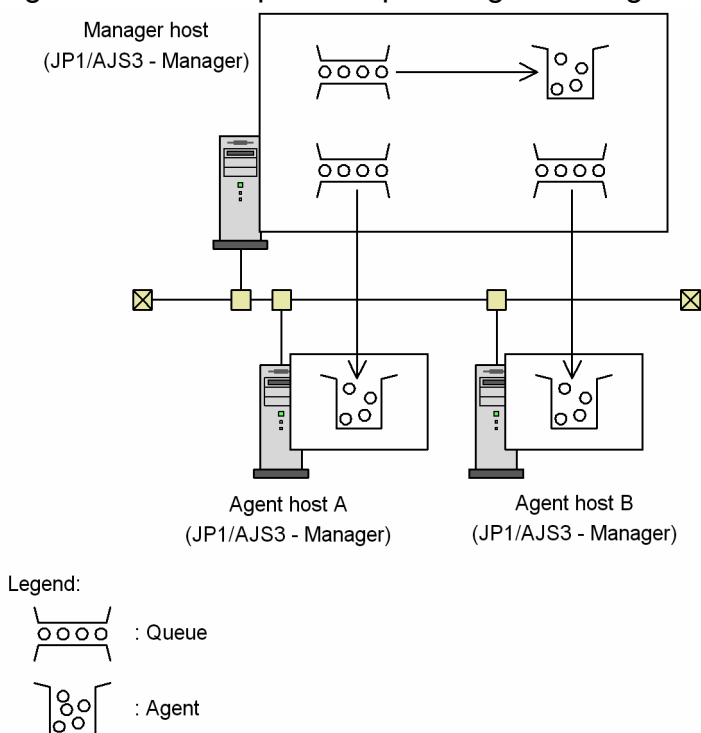 Manager host
(JP1/AJS3 - Manager)
Agent host A
(JP1/AJS3 - Manager)
Agent host B
(JP1/AJS3 - Manager)
Legend:
: Queue
: Agent